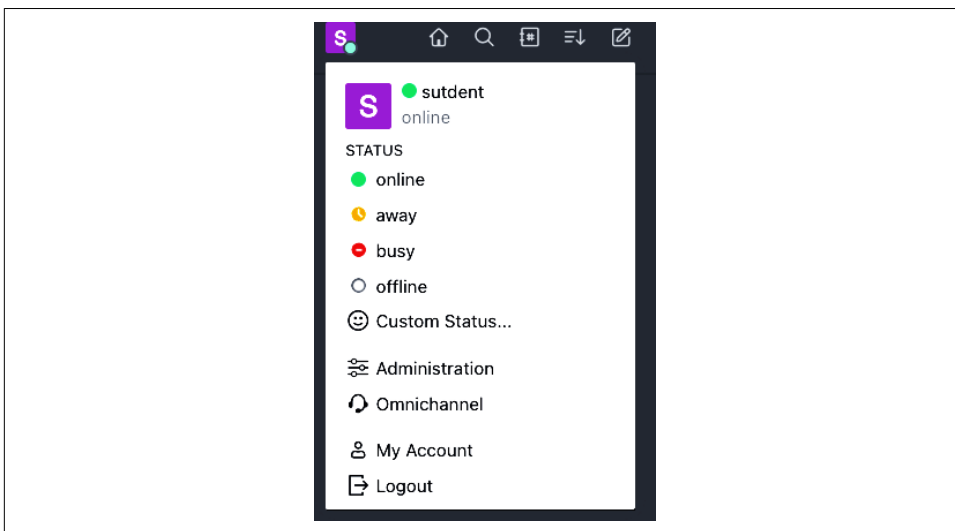 S
S
sutdent
online
STATUS
online
away
busy
offline
Custom Status...
Administration
Omnichannel
My Account
Logout